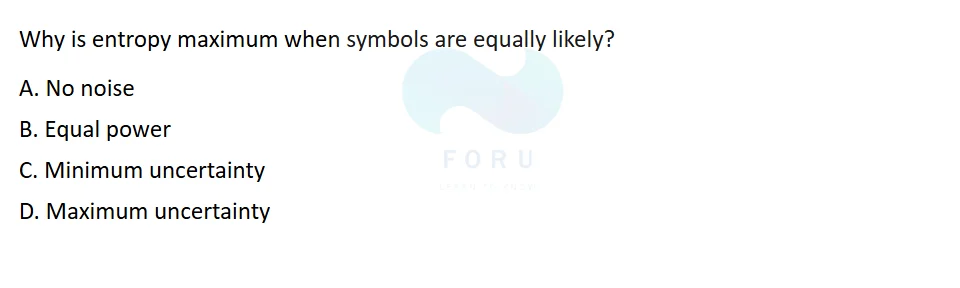 Why is entropy maximum when symbols are equally likely?
A. No noise
B. Equal power
FORU
C. Minimum uncertainty
D. Maximum uncertainty